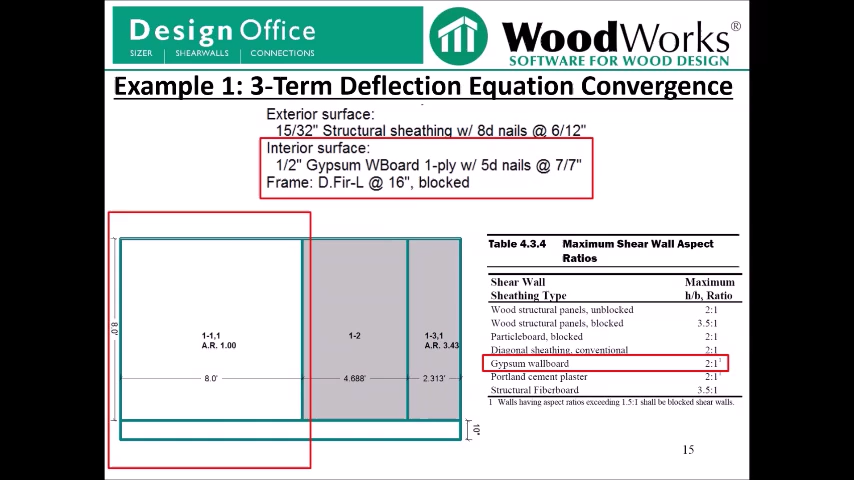 Design Office
SIZER | SHEARWALLS | CONNECTIONS
WoodWorks®
SOFTWARE FOR WOOD DESIGN
Example 1: 3-Term Deflection Equation Convergence
Exterior surface:
15/32" Structural sheathing w/ 8d nails @ 6/12"
Interior surface:
1/2" Gypsum WBoard 1-ply w/ 5d nails @ 7/7"
Frame: D.Fir-L @ 16", blocked
8.0'
1-1,1
A.R. 1.00
8.0'
1-2
4.688'
1-3,1
A.R. 3.43
2.313'
10"
Table 4.3.4 Maximum Shear Wall Aspect
Ratios
Shear Wall Maximum
Sheathing Type h/b, Ratio
Wood structural panels, unblocked 2:1
Wood structural panels, blocked 3.5:1
Particleboard, blocked 2:1
Diagonal sheathing, conventional 2:1
Gypsum wallboard 2:1¹
Portland cement plaster 2:1¹
Structural Fiberboard 3.5:1
1 Walls having aspect ratios exceeding 1.5:1 shall be blocked shear walls.
15